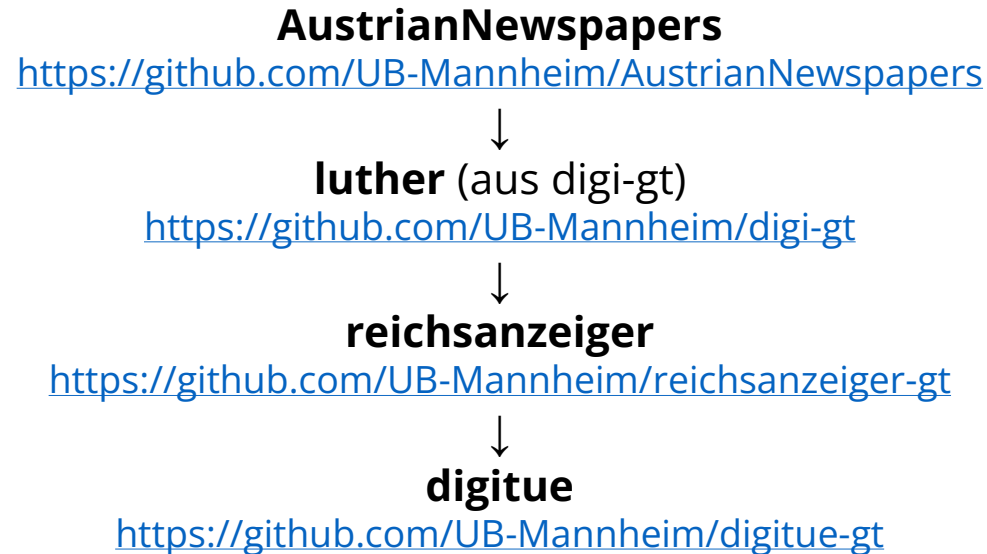 AustrianNewspapers
https://github.com/UB-Mannheim/AustrianNewspapers
↓
luther (aus digi-gt)
https://github.com/UB-Mannheim/digi-gt
↓
reichsanzeiger
https://github.com/UB-Mannheim/reichsanzeiger-gt
↓
digitue
https://github.com/UB-Mannheim/digitue-gt